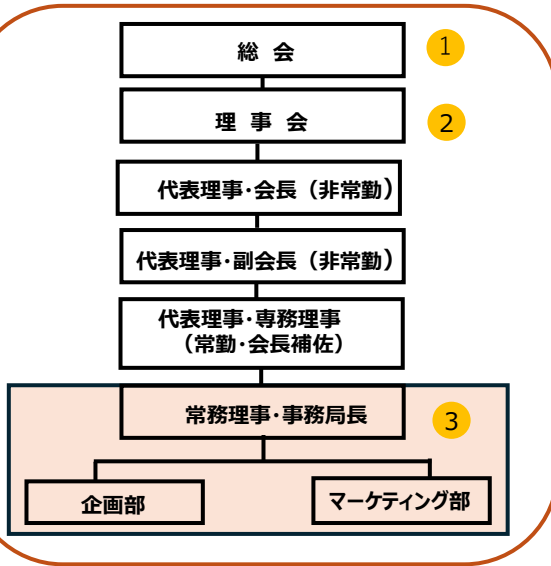 総 会
1
理 事 会
2
代表理事・会長（非常勤）
代表理事・副会長（非常勤）
代表理事・専務理事
（常勤・会長補佐）
常務理事・事務局長
3
企画部
マーケティング部